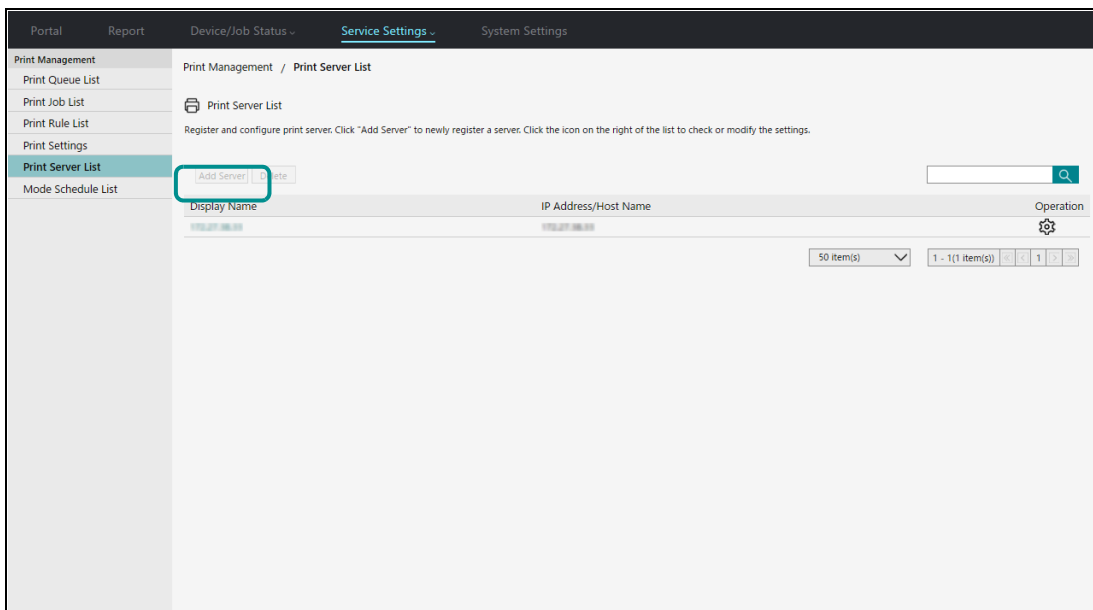 Portal Report Device/Job Status Service Settings System Settings
Print Management
Print Queue List
Print Job List
Print Rule List
Print Settings
Print Server List
Mode Schedule List
Print Management / Print Server List
Print Server List
Register and configure print server. Click "Add Server" to newly register a server. Click the icon on the right of the list to check or modify the settings.
Add Server Delete
Display Name IP Address/Host Name Operation
50 item(s) 1 - 1(1 item(s)) « < 1 > »